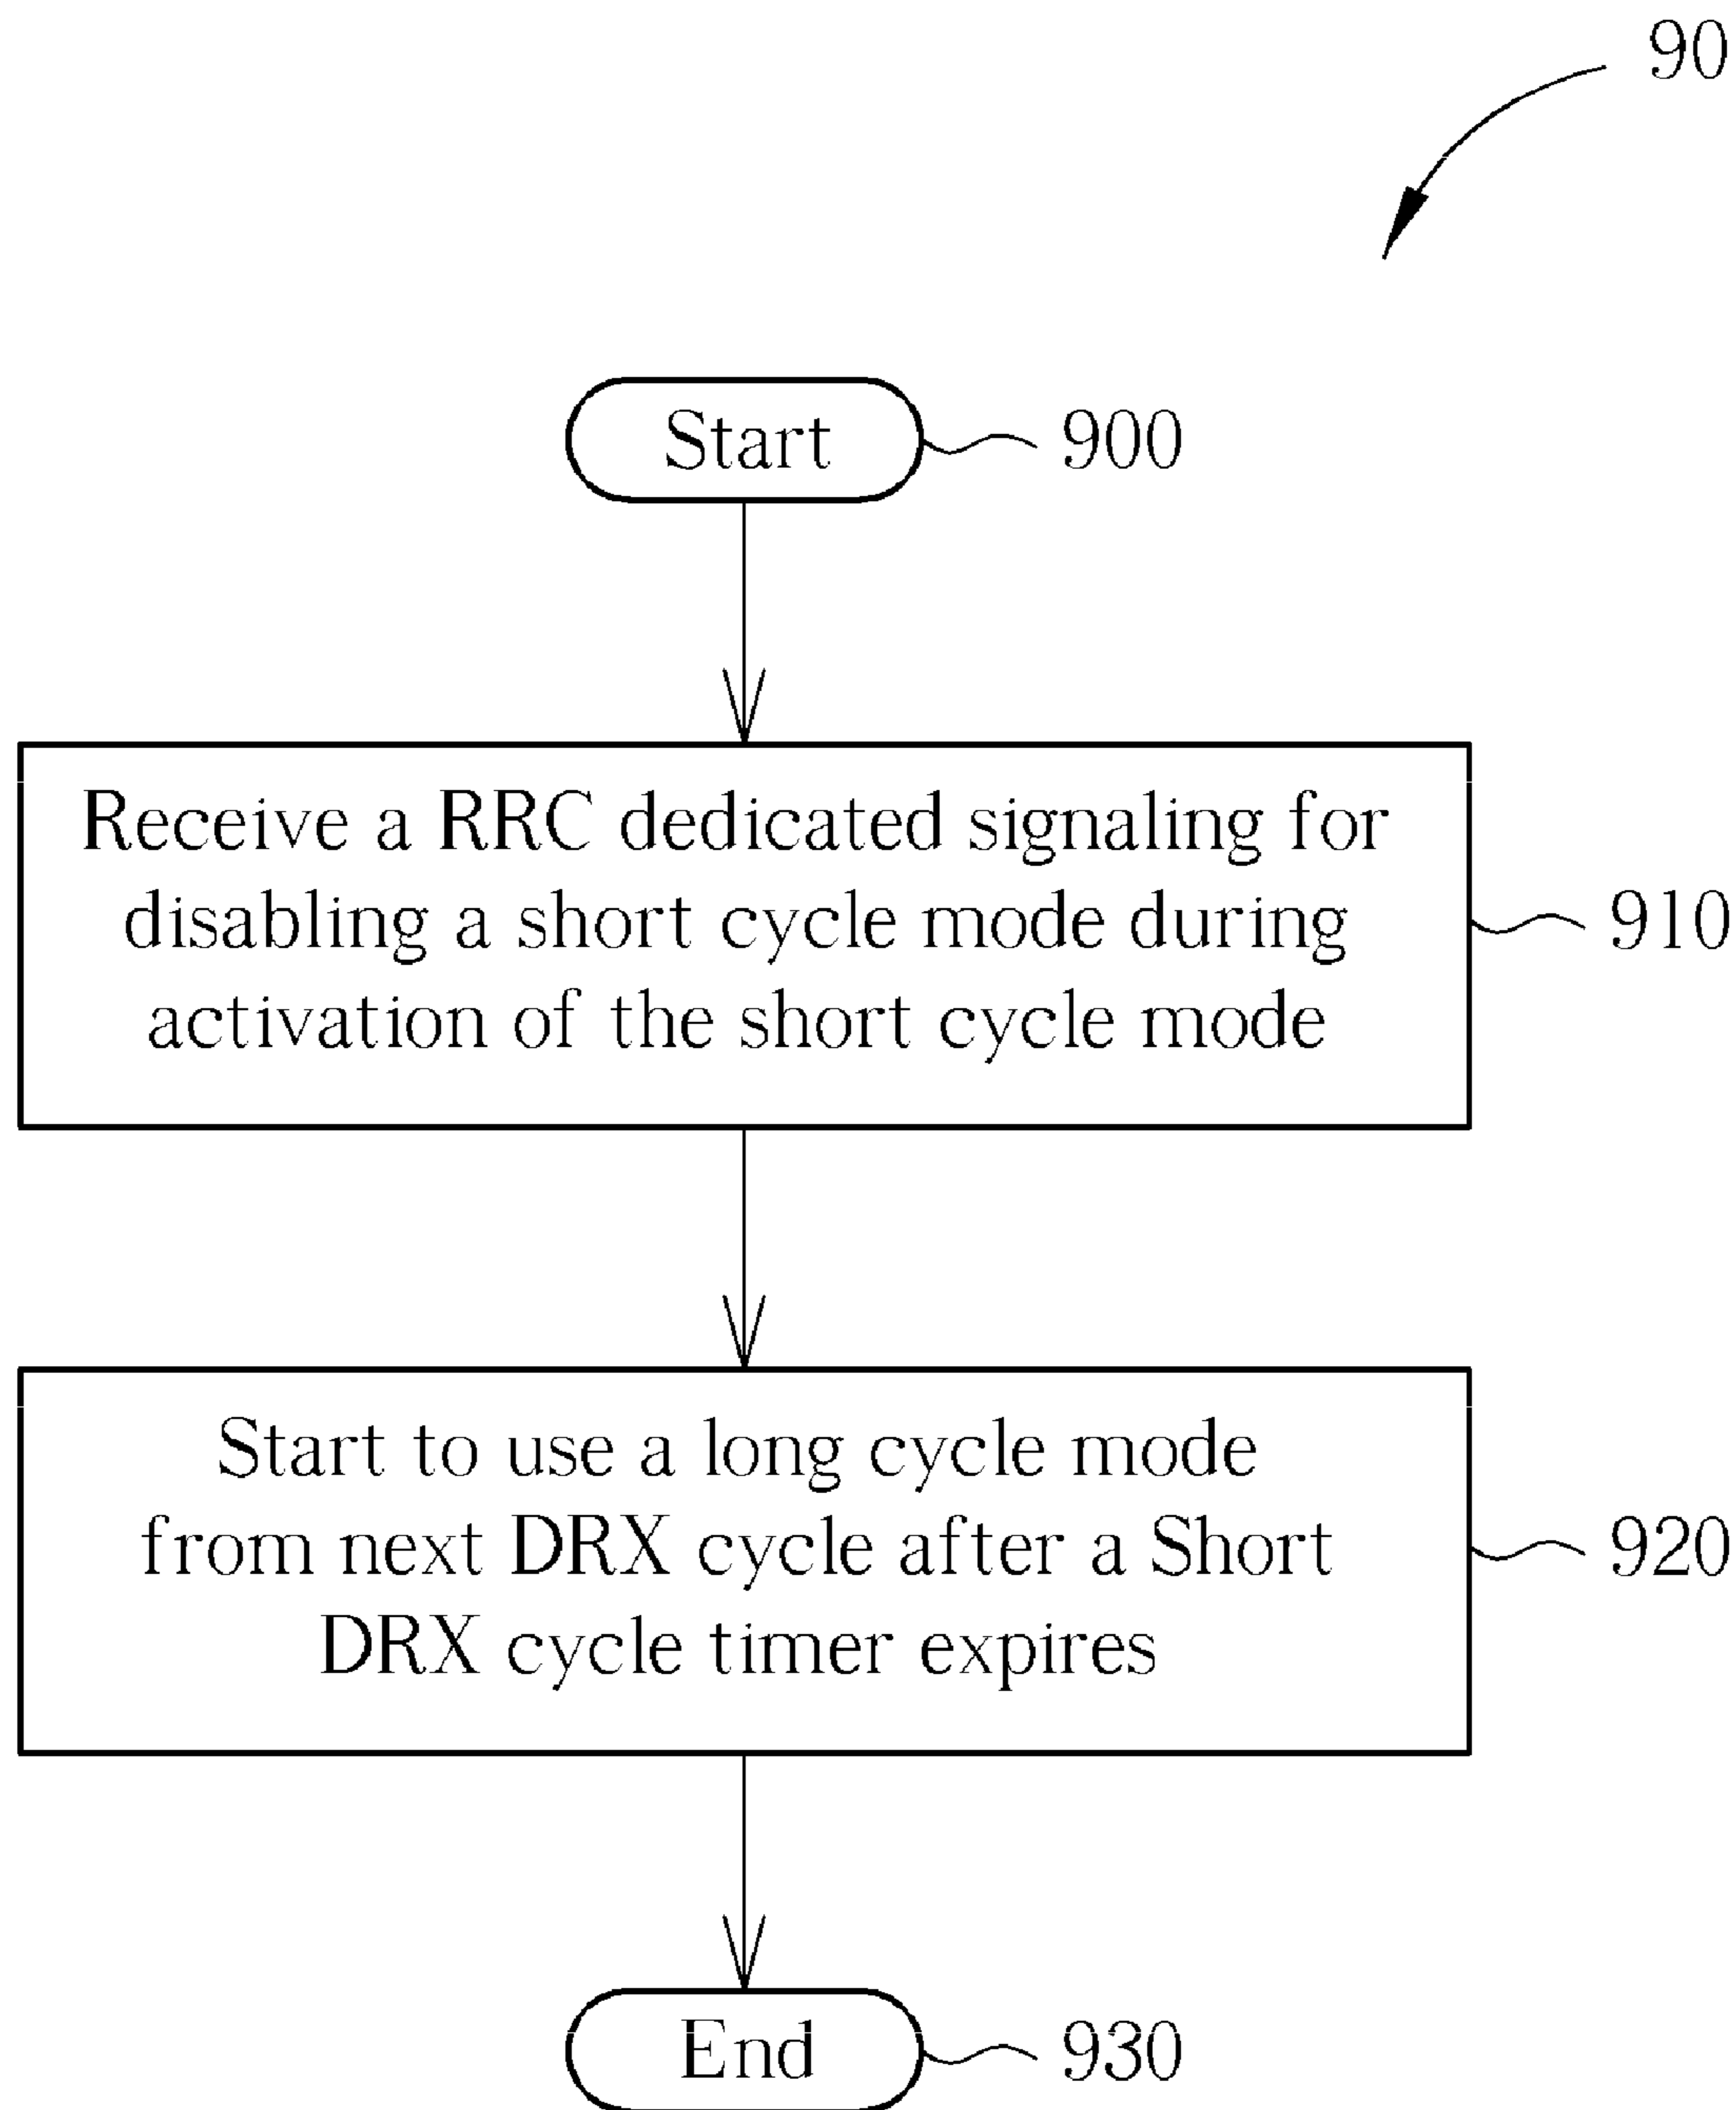 90
Start
900
Receive a RRC dedicated signaling for
disabling a short cycle mode during
activation of the short cycle mode
910
Start to use a long cycle mode
from next DRX cycle after a Short
DRX cycle timer expires
920
End
930